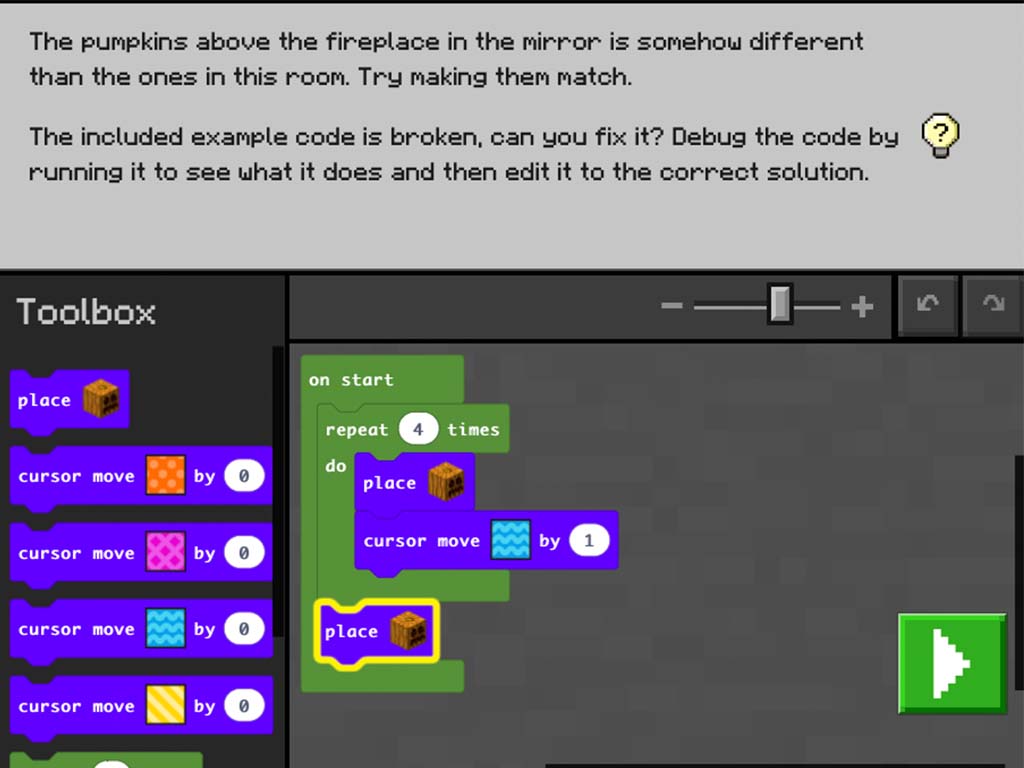 The pumpkins above the fireplace in the mirror is somehow different
than the ones in this room. Try making them match.
The included example code is broken, can you fix it? Debug the code by
running it to see what it does and then edit it to the correct solution.
?
Toolbox
place
cursor move by 0
cursor move by 0
cursor move by 0
cursor move by 0
on start
repeat 4 times
do
place
cursor move by 1
place